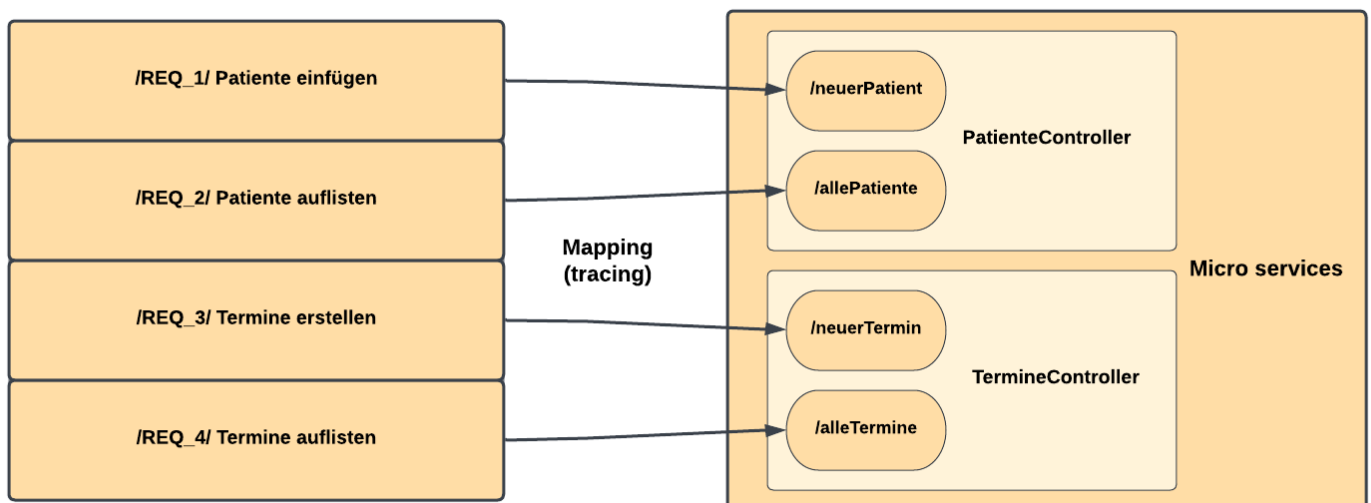 /REQ_1/ Patiente einfügen
/REQ_2/ Patiente auflisten
/REQ_3/ Termine erstellen
/REQ_4/ Termine auflisten
Mapping
(tracing)
/neuerPatient
/allePatiente
PatienteController
/neuerTermin
/alleTermine
TermineController
Micro services